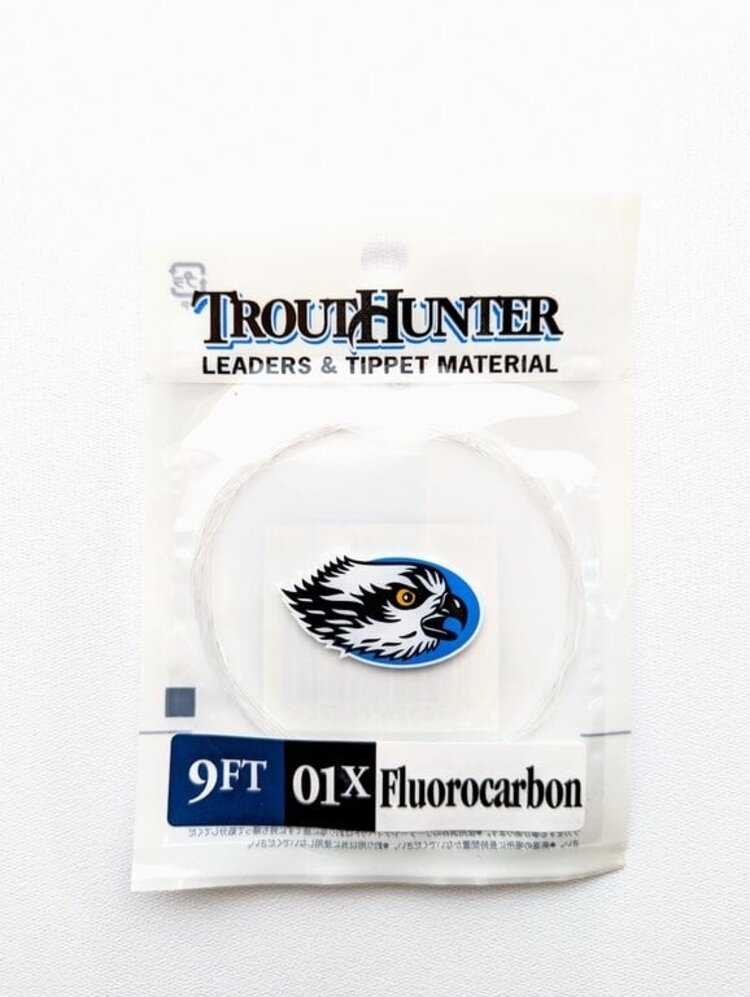 TROUTHUNTER
LEADERS & TIPPET MATERIAL
9FT 01X Fluorocarbon